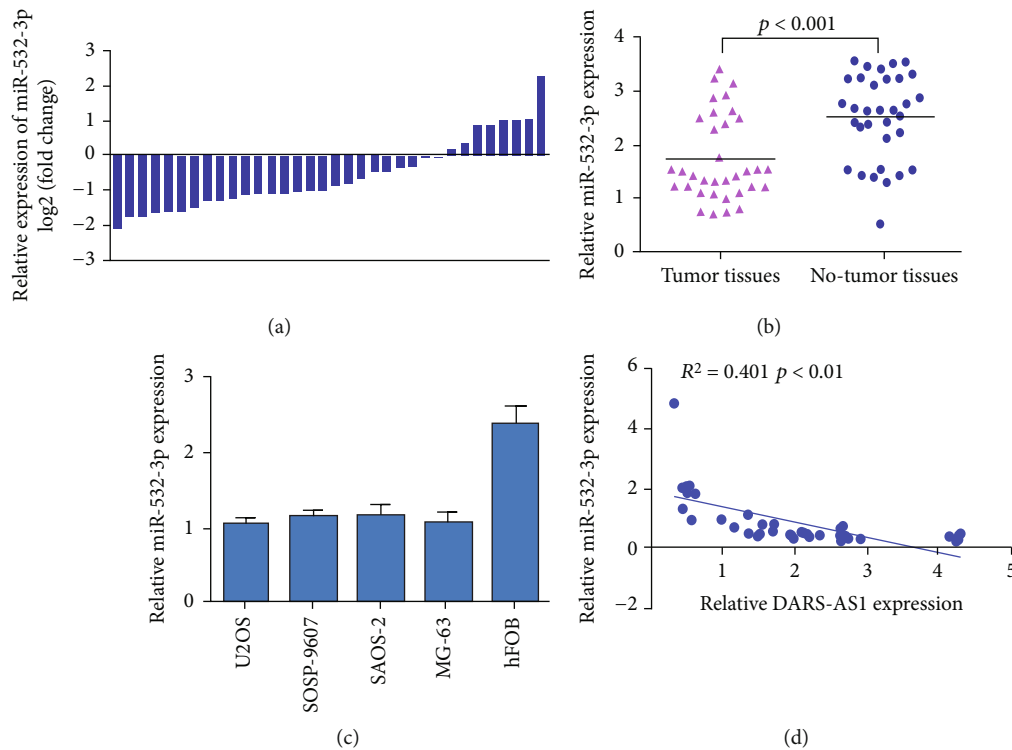 Relative expression of miR-532-3p
log2 (fold change)
3
2
1
0
−1
−2
−3
(a)
Relative miR-532-3p expression
4
3
2
1
0
p < 0.001
Tumor tissues
No-tumor tissues
(b)
Relative miR-532-3p expression
3
2
1
0
U2OS
SOSP-9607
SAOS-2
MG-63
hFOB
(c)
Relative miR-532-3p expression
6
4
2
0
−2
R² = 0.401 p < 0.01
1
2
3
4
5
Relative DARS-AS1 expression
(d)